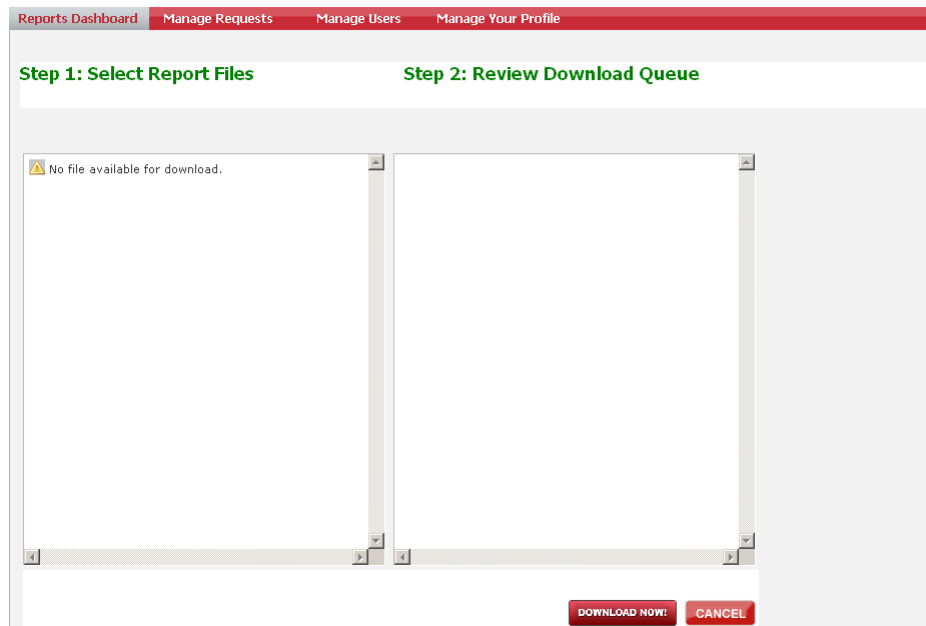 Reports Dashboard Manage Requests Manage Users Manage Your Profile
Step 1: Select Report Files Step 2: Review Download Queue
No file available for download.
DOWNLOAD NOW! CANCEL